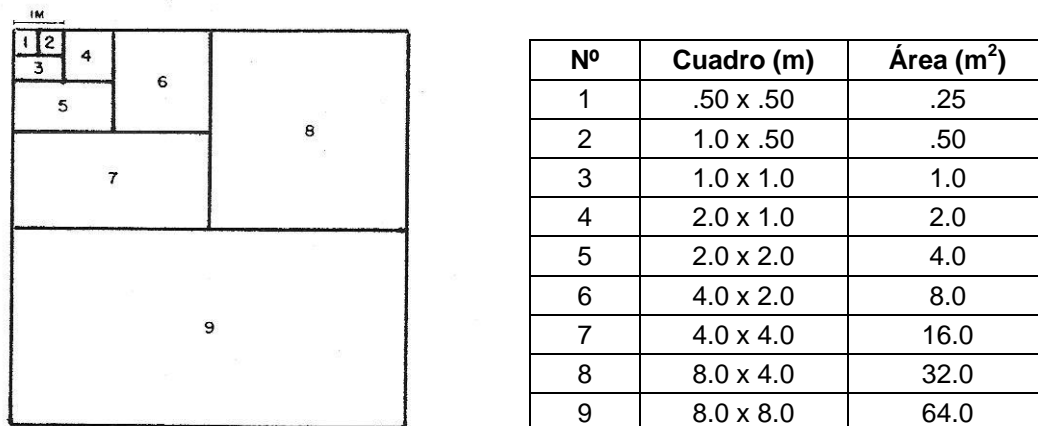 1M
1 2 4
3 6
5 8
7
9
Nº Cuadro (m) Área (m²)
1 .50 x .50 .25
2 1.0 x .50 .50
3 1.0 x 1.0 1.0
4 2.0 x 1.0 2.0
5 2.0 x 2.0 4.0
6 4.0 x 2.0 8.0
7 4.0 x 4.0 16.0
8 8.0 x 4.0 32.0
9 8.0 x 8.0 64.0